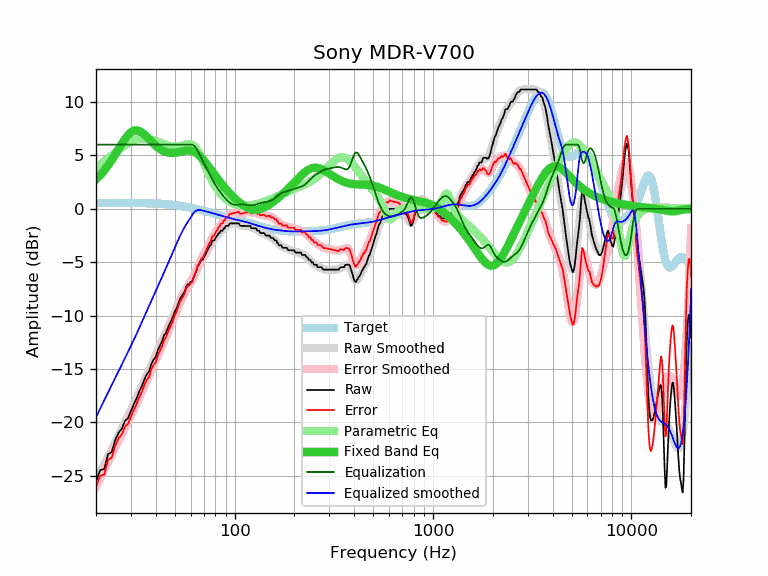 Sony MDR-V700
Amplitude (dBr)
10
5
0
−5
−10
−15
−20
−25
Target
Raw Smoothed
Error Smoothed
Raw
Error
Parametric Eq
Fixed Band Eq
Equalization
Equalized smoothed
100
1000
10000
Frequency (Hz)